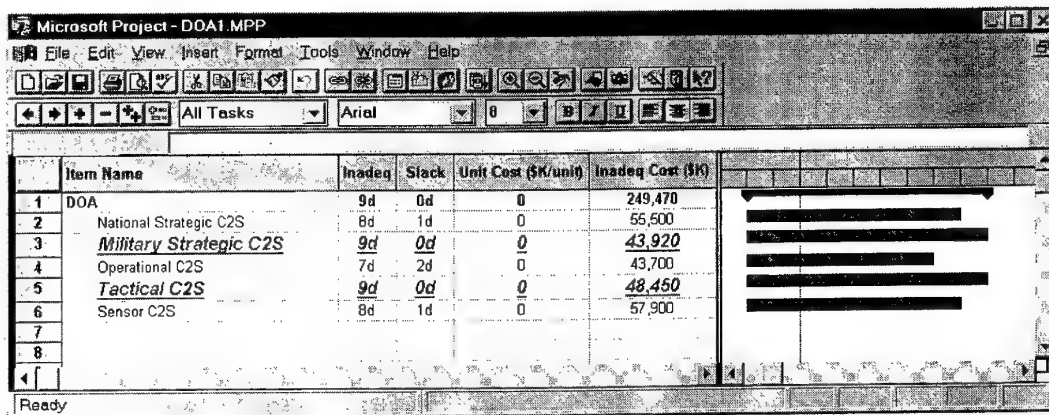 Microsoft Project - DOA1.MPP
File Edit View Insert Format Tools Window Help
All Tasks Arial 8 B I U
Item Name Inadeq Slack Unit Cost ($K/unit) Inadeq Cost ($K)
1 DOA 9d 0d 0 249,470
2 National Strategic C2S 8d 1d 0 55,500
3 Military Strategic C2S 9d 0d 0 43,920
4 Operational C2S 7d 2d 0 43,700
5 Tactical C2S 9d 0d 0 48,450
6 Sensor C2S 8d 1d 0 57,900
7
8
Ready